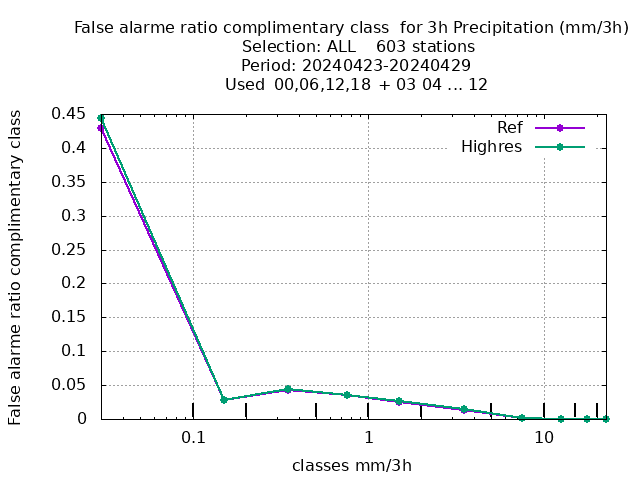 False alarme ratio complimentary class  for 3h Precipitation (mm/3h)
Selection: ALL    603 stations
Period: 20240423-20240429
Used  00,06,12,18  + 03 04 ... 12
False alarme ratio complimentary class
0.45
0.4
0.35
0.3
0.25
0.2
0.15
0.1
0.05
0
Ref
Highres
0.1
1
10
classes mm/3h